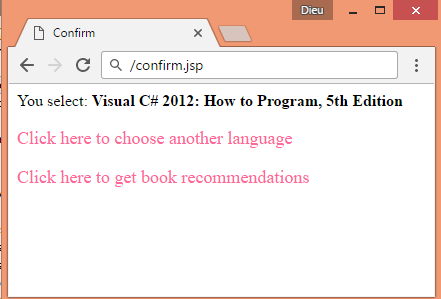 Dieu
Confirm
/confirm.jsp
You select: Visual C# 2012: How to Program, 5th Edition
Click here to choose another language
Click here to get book recommendations